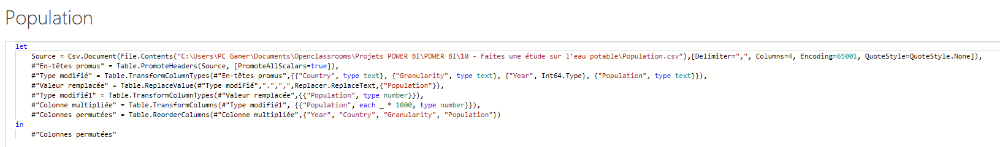 Population
let
Source = Csv.Document(File.Contents("C:\Users\PC Gamer\Documents\Openclassrooms\Projets POWER BI\POWER BI\10 - Faites une étude sur l'eau potable\Population.csv"),[Delimiter=",", Columns=4, Encoding=65001, QuoteStyle=QuoteStyle.None]),
#"En-têtes promus" = Table.PromoteHeaders(Source, [PromoteAllScalars=true]),
#"Type modifié" = Table.TransformColumnTypes(#"En-têtes promus",{{"Country", type text}, {"Granularity", type text}, {"Year", Int64.Type}, {"Population", type text}}),
#"Valeur remplacée" = Table.ReplaceValue(#"Type modifié",".",",",Replacer.ReplaceText,{"Population"}),
#"Type modifié1" = Table.TransformColumnTypes(#"Valeur remplacée",{{"Population", type number}}),
#"Colonne multipliée" = Table.TransformColumns(#"Type modifié1", {{"Population", each _ * 1000, type number}}),
#"Colonnes permutées" = Table.ReorderColumns(#"Colonne multipliée",{"Year", "Country", "Granularity", "Population"})
in
#"Colonnes permutées"